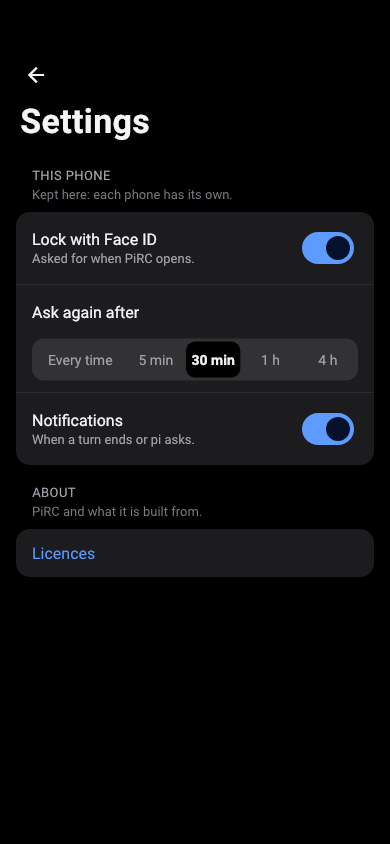 Settings
THIS PHONE
Kept here: each phone has its own.
Lock with Face ID
Asked for when PiRC opens.
Ask again after
Every time 5 min 30 min 1 h 4 h
Notifications
When a turn ends or pi asks.
ABOUT
PiRC and what it is built from.
Licences